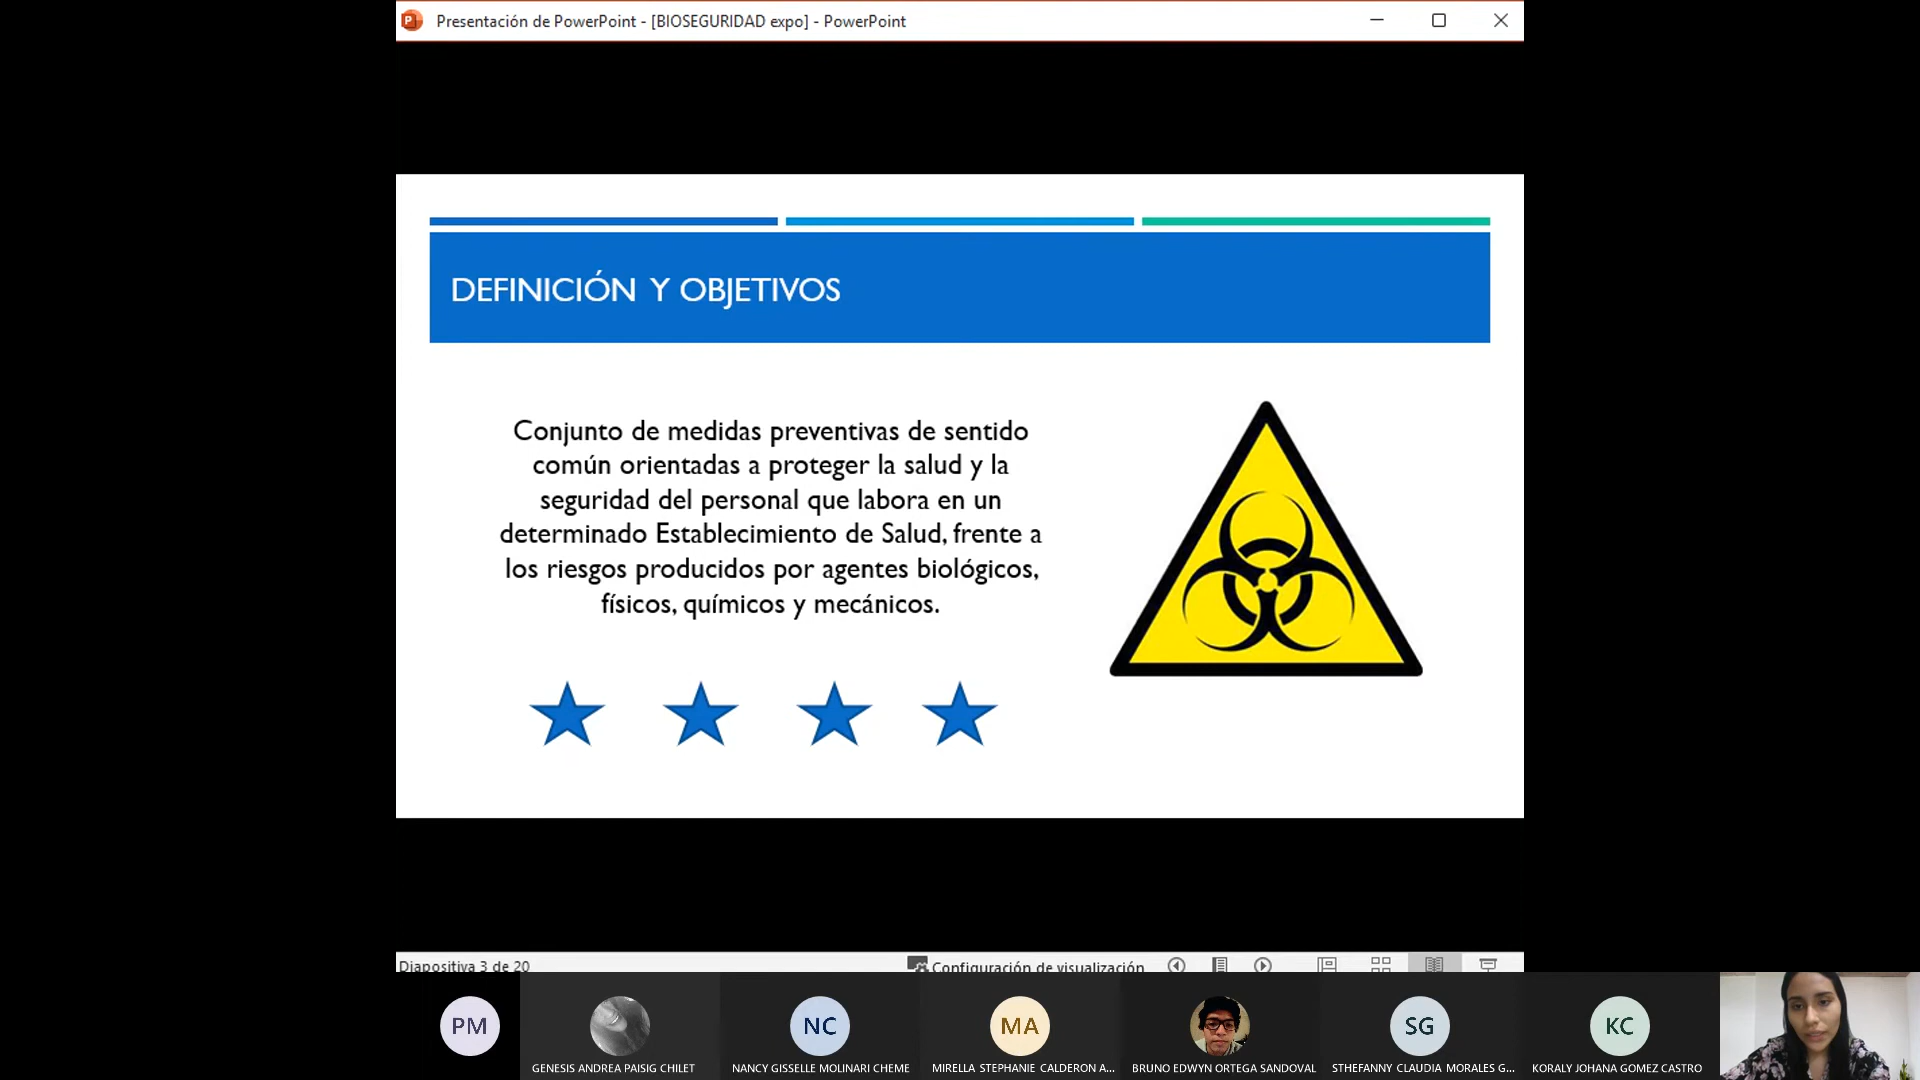 Presentación de PowerPoint - [BIOSEGURIDAD expo] - PowerPoint
DEFINICIÓN Y OBJETIVOS
Conjunto de medidas preventivas de sentido
común orientadas a proteger la salud y la
seguridad del personal que labora en un
determinado Establecimiento de Salud, frente a
los riesgos producidos por agentes biológicos,
físicos, químicos y mecánicos.
Diapositiva 3 de 20
Configuración de visualización
PM
NC
MA
SG
KC
GENESIS ANDREA PAISIG CHILET
NANCY GISSELLE MOLINARI CHEME
MIRELLA STEPHANIE CALDERON A...
BRUNO EDWYN ORTEGA SANDOVAL
STHEFANNY CLAUDIA MORALES G...
KORALY JOHANA GOMEZ CASTRO